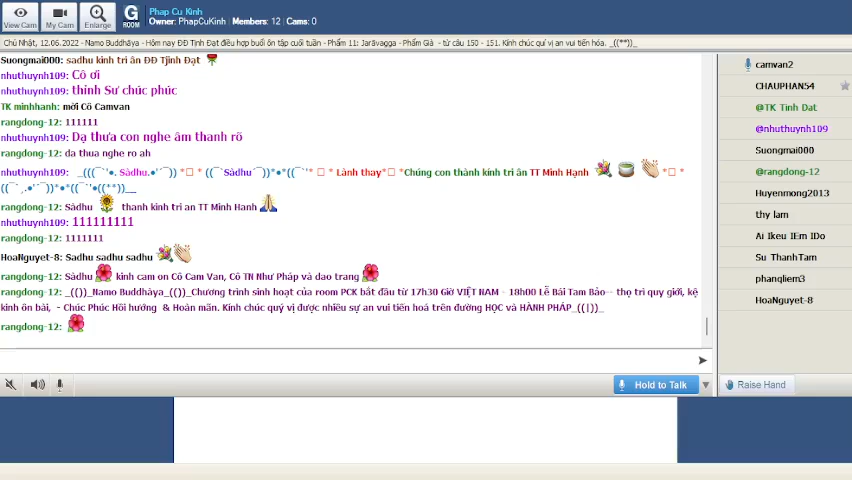 View Cam
My Cam
Enlarge
G
ROOM
Phap Cu Kinh
Owner: PhapCuKinh | Members: 12 | Cams: 0
Chủ Nhật, 12.06.2022 - Namo Buddhāya - Hôm nay ĐĐ Tịnh Đạt điều hợp buổi ôn tập cuối tuần - Phẩm 11: Jarāvagga - Phẩm Già - từ câu 150 - 151. Kính chúc quí vị an vui tiến hóa. _((**))_
Suongmai000: sadhu kinh tri ân ĐĐ Tjinh Đạt
nhuthuynh109: Cô ơi
nhuthuynh109: thỉnh Sư chúc phúc
TK minhhanh: mời Cô Camvan
rangdong-12: 111111
nhuthuynh109: Dạ thưa con nghe âm thanh rõ
rangdong-12: da thua nghe ro ah
nhuthuynh109: _(((¯`'•. Sādhu.•'´¯)) *□ * ((¯`Sādhu´¯))*•*((¯`'* * □ * Lành thay*□ *Chúng con thành kính tri ân TT Minh Hạnh *□ *
((¯`¸.•'´¯)*•*((¯`'•((**))__
rangdong-12: Sādhu thanh kinh tri an TT Minh Hanh
nhuthuynh109: 111111111
rangdong-12: 1111111
HoaNguyet-8: Sadhu sadhu sadhu
rangdong-12: Sādhu kinh cam on Cô Cam Van, Cô TN Như Pháp và dao trang
rangdong-12: _(())_Namo Buddhāya_(())_Chương trình sinh hoạt của room PCK bắt đầu từ 17h30 Giờ VIỆT NAM - 18h00 Lễ Bái Tam Bảo-- thọ trì quy giới, kệ
kinh ôn bài, - Chúc Phúc Hồi hướng & Hoàn mãn. Kính chúc quý vị được nhiều sự an vui tiến hoá trên đường HỌC và HÀNH PHÁP_((|))_
rangdong-12:
Hold to Talk
camvan2
CHAUPHAN54
@TK Tinh Dat
@nhuthuynh109
Suongmai000
@rangdong-12
Huyenmong2013
thy lam
Ai Ikeu IEm IDo
Su ThanhTam
phanqliem3
HoaNguyet-8
Raise Hand